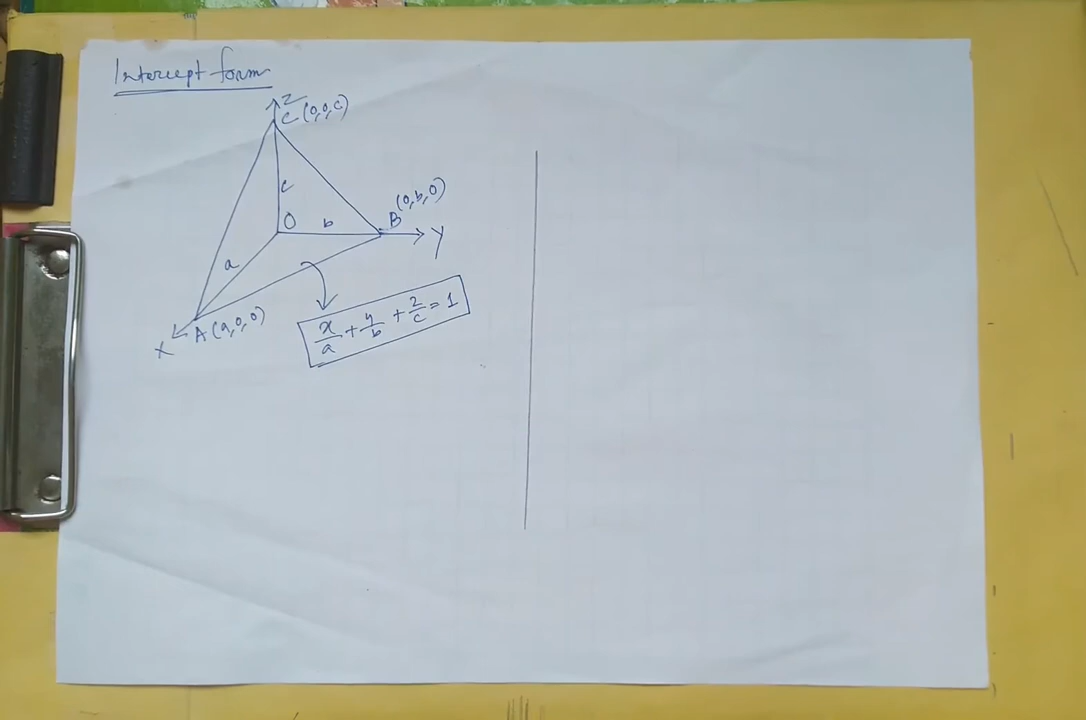 Intercept form
Z
C (0,0,c)
c
(0,b,0)
O
b
B
Y
a
A (a,0,0)
X
x/a + y/b + z/c = 1